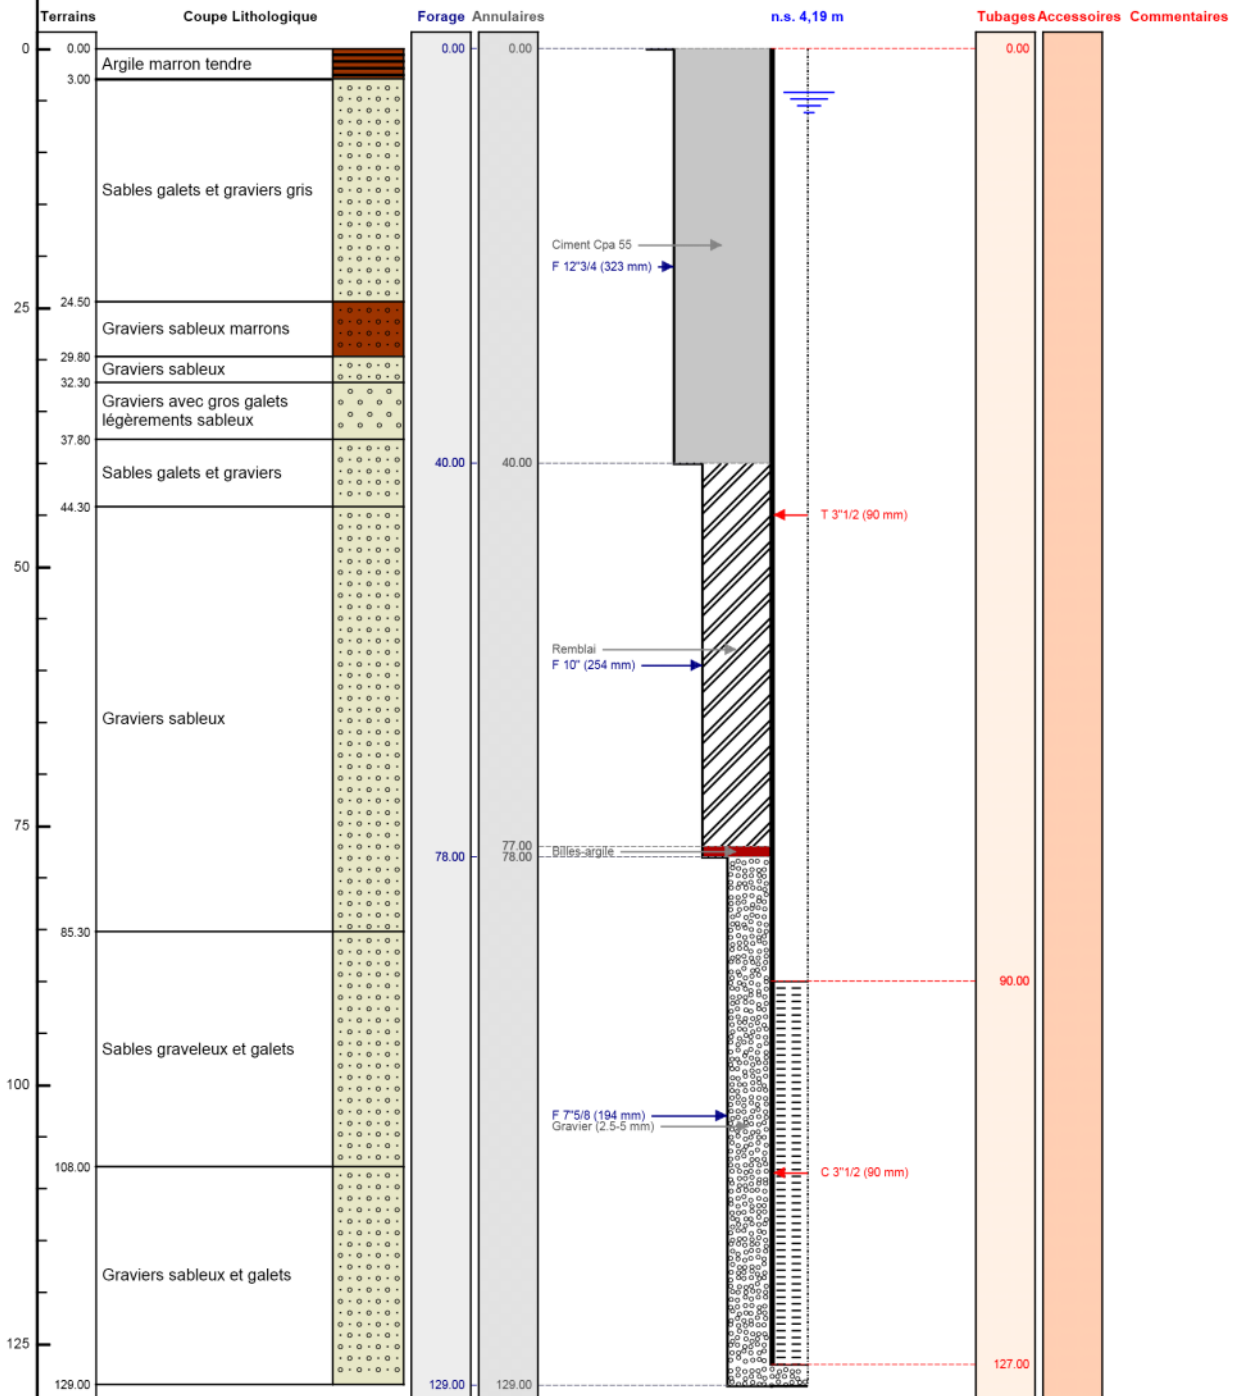 Terrains Coupe Lithologique Forage Annulaires n.s. 4,19 m Tubages Accessoires Commentaires
0 0.00 0.00 0.00 0.00
Argile marron tendre
3.00
Sables galets et graviers gris
Ciment Cpa 55
F 12"3/4 (323 mm)
24.50
25
Graviers sableux marrons
29.80
Graviers sableux
32.30
Graviers avec gros galets
légèrements sableux
37.80
40.00 40.00
Sables galets et graviers
44.30
T 3"1/2 (90 mm)
50
Remblai
F 10" (254 mm)
Graviers sableux
75
77.00
Billes-argile
78.00 78.00
85.30
90.00
Sables graveleux et galets
100
F 7"5/8 (194 mm)
Gravier (2.5-5 mm)
108.00
C 3"1/2 (90 mm)
Graviers sableux et galets
125
127.00
129.00 129.00 129.00